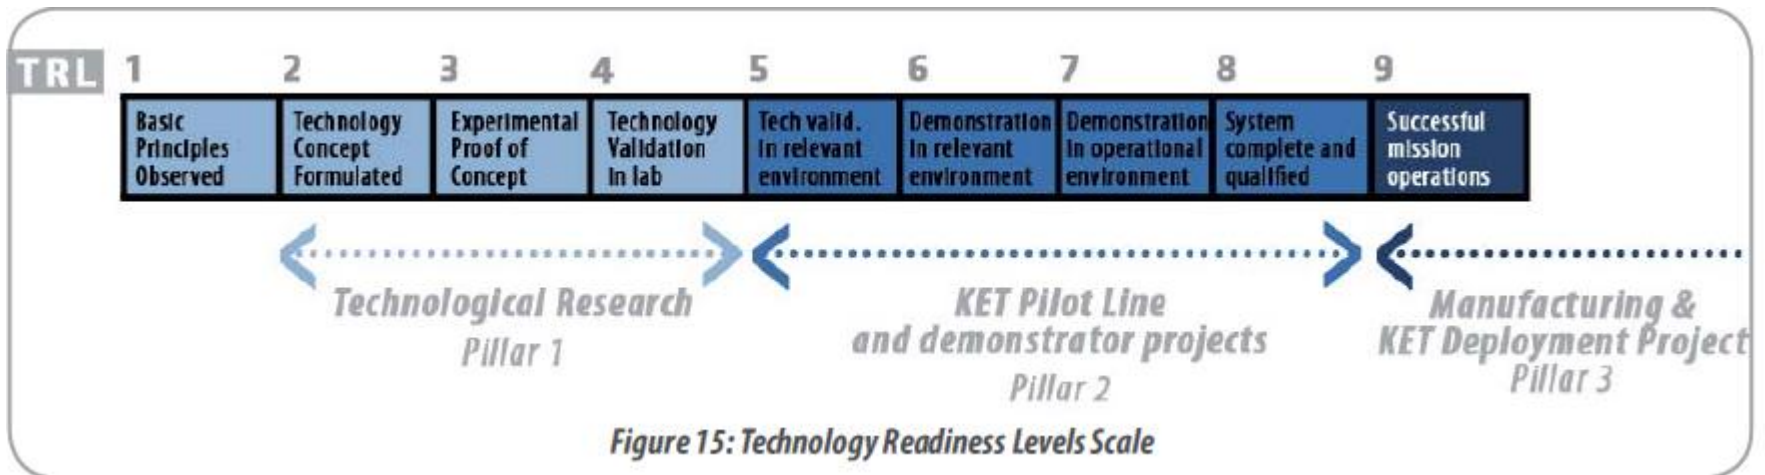 TRL 1 2 3 4 5 6 7 8 9
Basic
Principles
Observed
Technology
Concept
Formulated
Experimental
Proof of
Concept
Technology
Validation
In lab
Tech valid.
In relevant
environment
Demonstration
In relevant
environment
Demonstration
In operational
environment
System
complete and
qualified
Successful
mission
operations
Technological Research
Pillar 1
KET Pilot Line
and demonstrator projects
Pillar 2
Manufacturing &
KET Deployment Project
Pillar 3
Figure 15: Technology Readiness Levels Scale